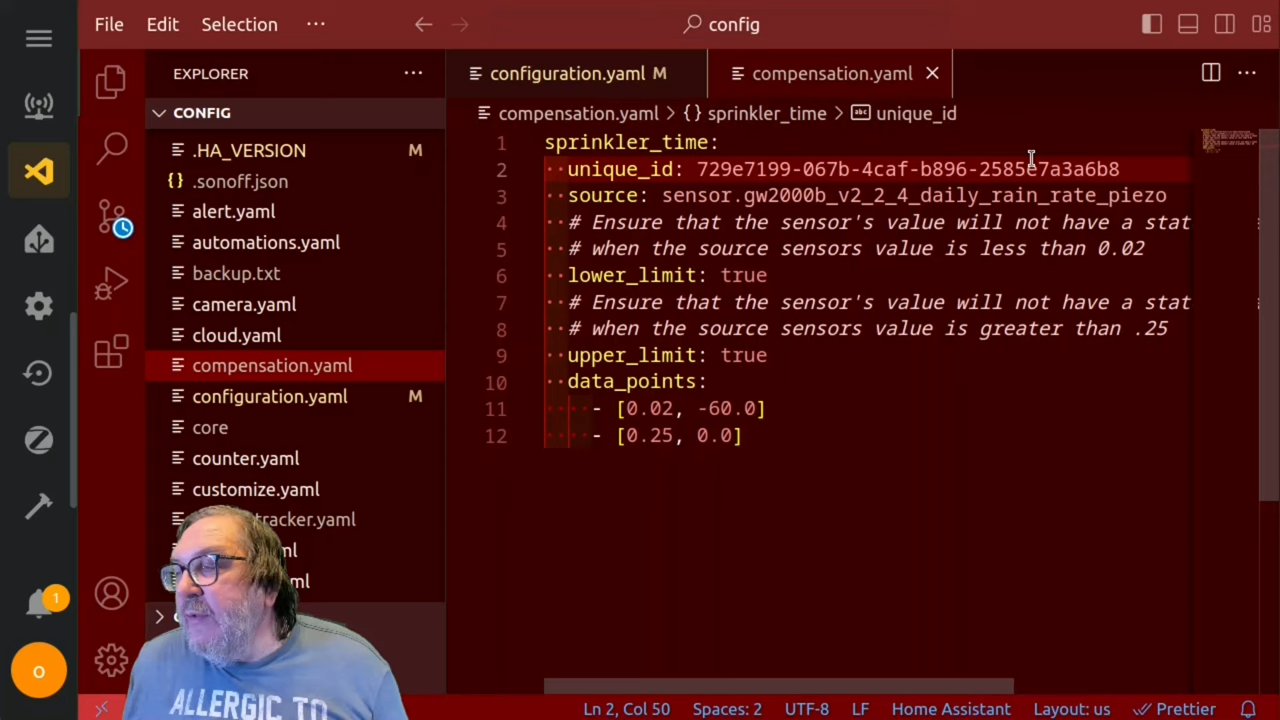 File Edit Selection ··· config
EXPLORER ···
CONFIG
.HA_VERSION M
{} .sonoff.json
alert.yaml
automations.yaml
backup.txt
camera.yaml
cloud.yaml
compensation.yaml
configuration.yaml M
core
counter.yaml
customize.yaml
tracker.yaml
configuration.yaml M
compensation.yaml
compensation.yaml > {} sprinkler_time > abc unique_id
1 sprinkler_time:
2 unique_id: 729e7199-067b-4caf-b896-2585e7a3a6b8
3 source: sensor.gw2000b_v2_2_4_daily_rain_rate_piezo
4 # Ensure that the sensor's value will not have a stat
5 # when the source sensors value is less than 0.02
6 lower_limit: true
7 # Ensure that the sensor's value will not have a stat
8 # when the source sensors value is greater than .25
9 upper_limit: true
10 data_points:
11 - [0.02, -60.0]
12 - [0.25, 0.0]
1
o
ALLERGIC TO
Ln 2, Col 50 Spaces: 2 UTF-8 LF Home Assistant Layout: us Prettier